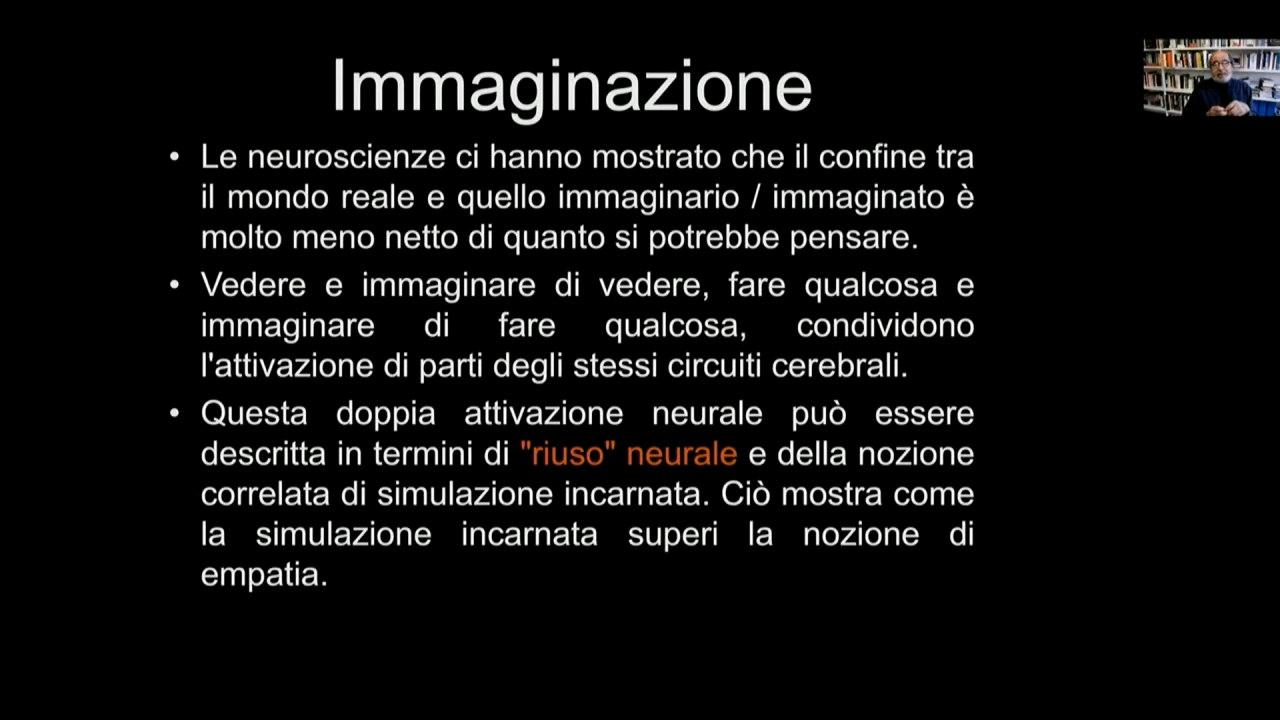 Immaginazione
• Le neuroscienze ci hanno mostrato che il confine tra
il mondo reale e quello immaginario / immaginato è
molto meno netto di quanto si potrebbe pensare.
• Vedere e immaginare di vedere, fare qualcosa e
immaginare di fare qualcosa, condividono
l'attivazione di parti degli stessi circuiti cerebrali.
• Questa doppia attivazione neurale può essere
descritta in termini di "riuso" neurale e della nozione
correlata di simulazione incarnata. Ciò mostra come
la simulazione incarnata superi la nozione di
empatia.